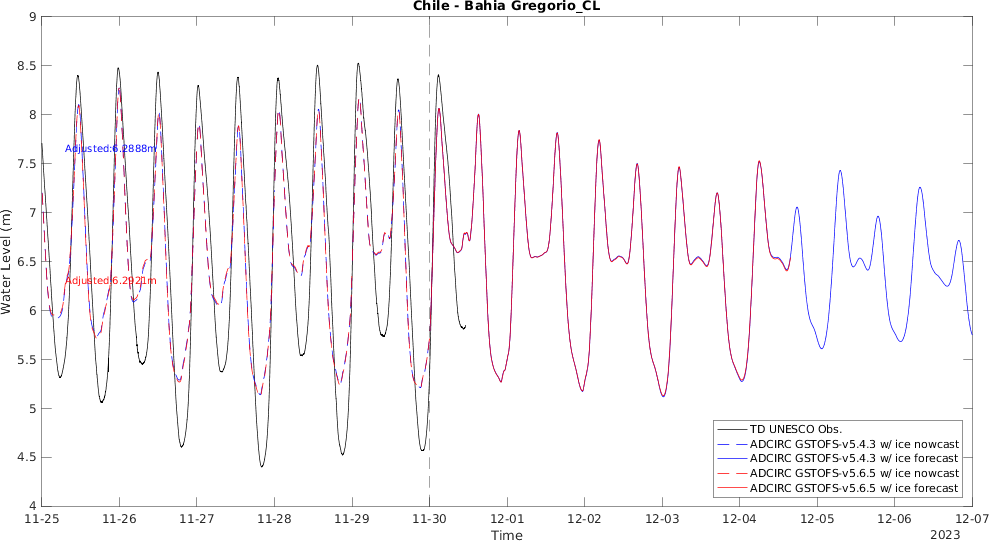 Chile - Bahia Gregorio_CL
9
8.5
8
7.5
7
6.5
6
5.5
5
4.5
4
Water Level (m)
Adjusted:6.2888m
Adjusted:6.2921m
TD UNESCO Obs.
ADCIRC GSTOFS-v5.4.3 w/ ice nowcast
ADCIRC GSTOFS-v5.4.3 w/ ice forecast
ADCIRC GSTOFS-v5.6.5 w/ ice nowcast
ADCIRC GSTOFS-v5.6.5 w/ ice forecast
11-25 11-26 11-27 11-28 11-29 11-30 12-01 12-02 12-03 12-04 12-05 12-06 12-07
Time
2023